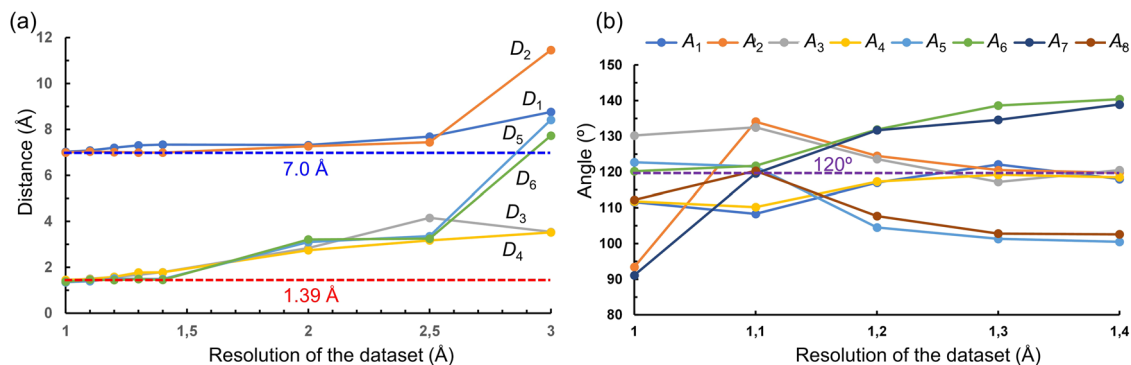 (a)
12
10
8
6
4
2
0
Distance (Å)
D2
D1
D5
D6
D3
D4
7.0 Å
1.39 Å
1 1,5 2 2,5 3
Resolution of the dataset (Å)
(b)
A1 A2 A3 A4 A5 A6 A7 A8
150
140
130
120
110
100
90
80
Angle (º)
120º
1 1,1 1,2 1,3 1,4
Resolution of the dataset (Å)